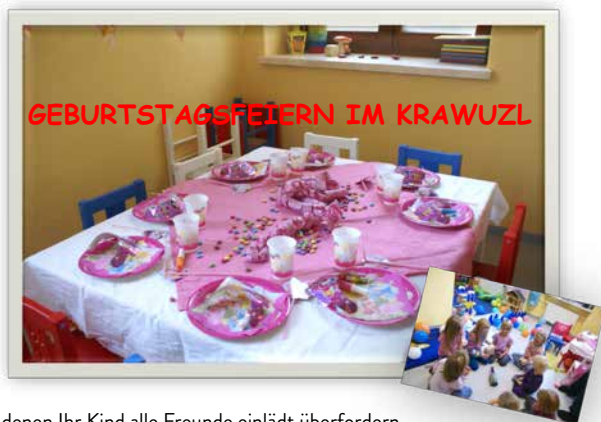 GEBURTSTAGSFEIERN IM KRAWUZL
denen Ihr Kind alle Freunde einlädt überfordern